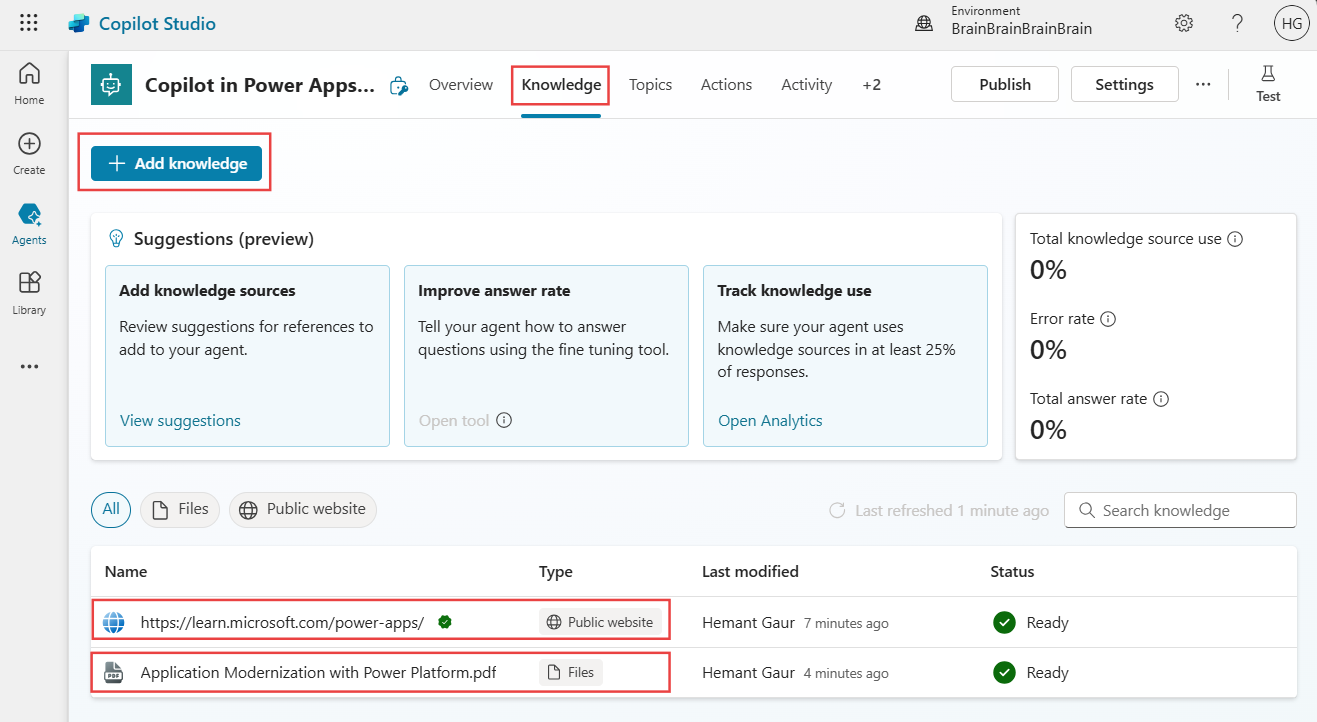 Copilot Studio
Environment
BrainBrainBrainBrain
HG
Home
Create
Agents
Library
Copilot in Power Apps...
Overview
Knowledge
Topics
Actions
Activity
+2
Publish
Settings
Test
Add knowledge
Suggestions (preview)
Add knowledge sources
Review suggestions for references to
add to your agent.
View suggestions
Improve answer rate
Tell your agent how to answer
questions using the fine tuning tool.
Open tool
Track knowledge use
Make sure your agent uses
knowledge sources in at least 25%
of responses.
Open Analytics
Total knowledge source use
0%
Error rate
0%
Total answer rate
0%
All
Files
Public website
Last refreshed 1 minute ago
Search knowledge
Name Type Last modified Status
https://learn.microsoft.com/power-apps/ Public website Hemant Gaur 7 minutes ago Ready
PDF Application Modernization with Power Platform.pdf Files Hemant Gaur 4 minutes ago Ready